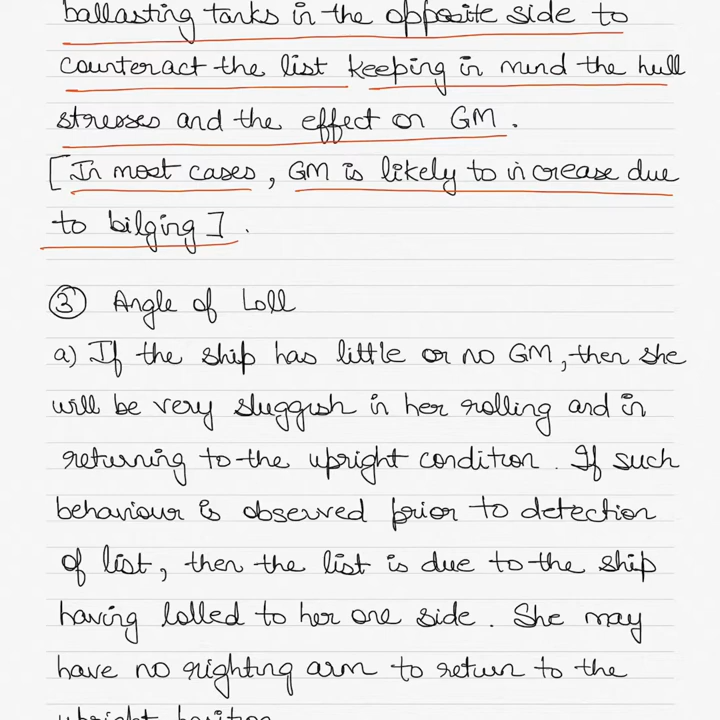 ballasting tanks in the opposite side to
counteract the list keeping in mind the hull
stresses and the effect on GM.
[In most cases, GM is likely to increase due
to bilging].
③ Angle of Loll
a) If the ship has little or no GM, then she
will be very sluggish in her rolling and in
returning to the upright condition. If such
behaviour is observed prior to detection
of list, then the list is due to the ship
having lolled to her one side. She may
have no righting arm to return to the
upright position